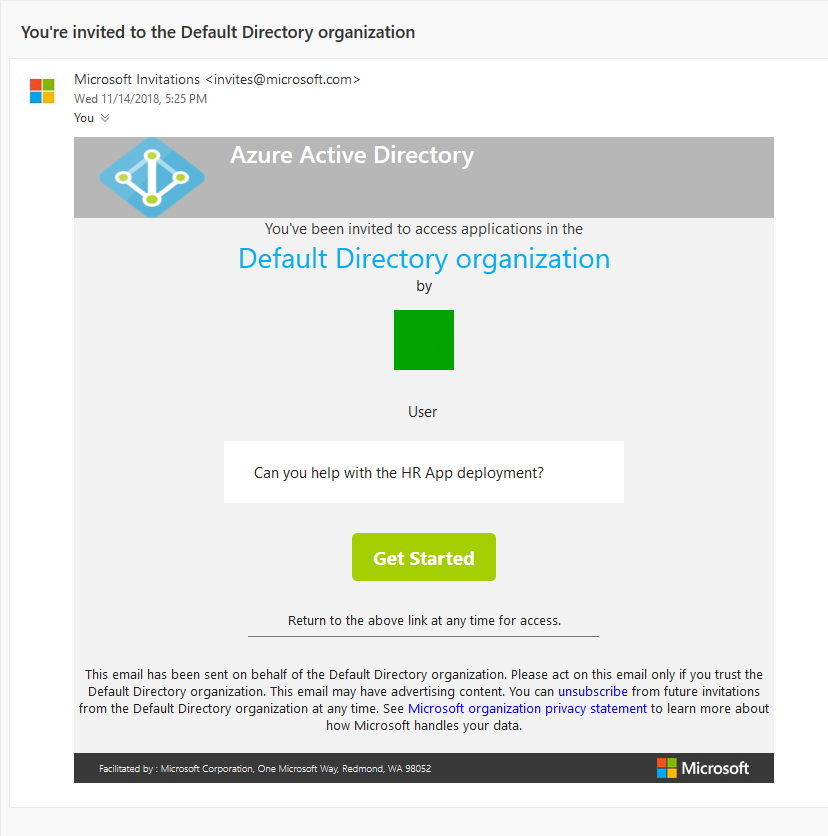 You're invited to the Default Directory organization
Microsoft Invitations <invites@microsoft.com>
Wed 11/14/2018, 5:25 PM
You
Azure Active Directory
You've been invited to access applications in the
Default Directory organization
by
User
Can you help with the HR App deployment?
Get Started
Return to the above link at any time for access.
This email has been sent on behalf of the Default Directory organization. Please act on this email only if you trust the
Default Directory organization. This email may have advertising content. You can unsubscribe from future invitations
from the Default Directory organization at any time. See Microsoft organization privacy statement to learn more about
how Microsoft handles your data.
Facilitated by : Microsoft Corporation, One Microsoft Way, Redmond, WA 98052
Microsoft